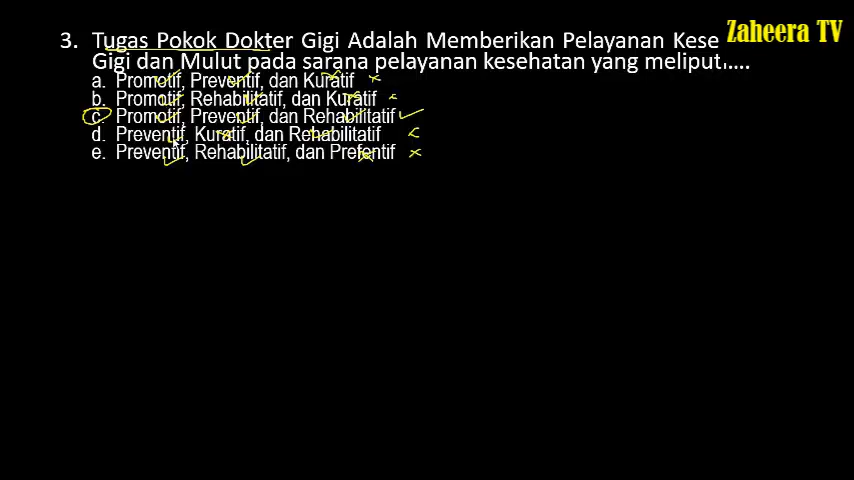 Zaheera TV
3. Tugas Pokok Dokter Gigi Adalah Memberikan Pelayanan Kese
Gigi dan Mulut pada sarana pelayanan kesehatan yang meliputi.....
a. Promotif, Preventif, dan Kuratif
b. Promotif, Rehabilitatif, dan Kuratif
c. Promotif, Preventif, dan Rehabilitatif
d. Preventif, Kuratif, dan Rehabilitatif
e. Preventif, Rehabilitatif, dan Prefentif